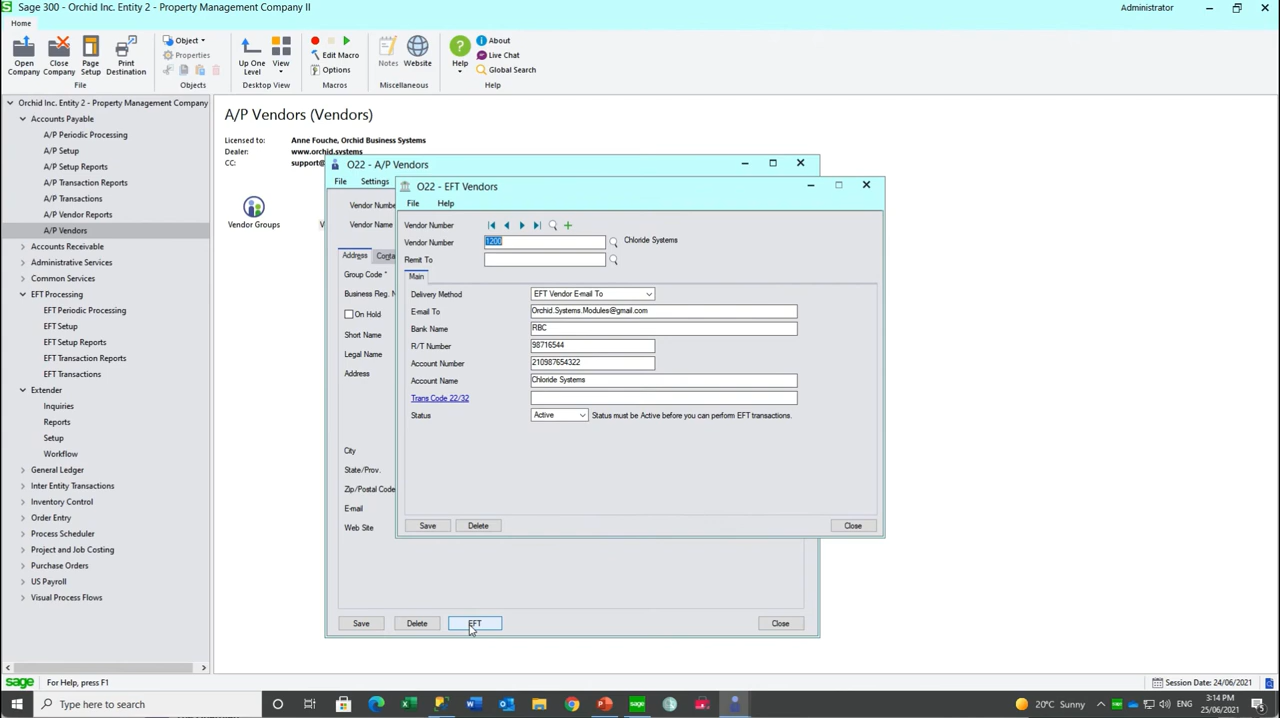 Sage 300 - Orchid Inc. Entity 2 - Property Management Company II
Administrator
Home
Open Company
Close Company
Page Setup
Print Destination
File
Object
Properties
Objects
Up One Level
View
Desktop View
Edit Macro
Options
Macros
Notes
Website
Miscellaneous
Help
About
Live Chat
Global Search
Help
Orchid Inc. Entity 2 - Property Management Company
Accounts Payable
A/P Periodic Processing
A/P Setup
A/P Setup Reports
A/P Transaction Reports
A/P Transactions
A/P Vendor Reports
A/P Vendors
Accounts Receivable
Administrative Services
Common Services
EFT Processing
EFT Periodic Processing
EFT Setup
EFT Setup Reports
EFT Transaction Reports
EFT Transactions
Extender
Inquiries
Reports
Setup
Workflow
General Ledger
Inter Entity Transactions
Inventory Control
Order Entry
Process Scheduler
Project and Job Costing
Purchase Orders
US Payroll
Visual Process Flows
A/P Vendors (Vendors)
Licensed to: Anne Fouche, Orchid Business Systems
Dealer: www.orchid.systems
CC: support@
Vendor Groups
O22 - A/P Vendors
File Settings
Vendor Numb
Vendor Name
Address Conta
Group Code *
Business Reg. N
On Hold
Short Name
Legal Name
Address
City
State/Prov.
Zip/Postal Code
E-mail
Web Site
Save Delete EFT Close
O22 - EFT Vendors
File Help
Vendor Number
Vendor Number 1200 Chloride Systems
Remit To
Main
Delivery Method EFT Vendor E-mail To
E-mail To Orchid.Systems.Modules@gmail.com
Bank Name RBC
R/T Number 98716544
Account Number 210987654322
Account Name Chloride Systems
Trans Code 22/32
Status Active Status must be Active before you can perform EFT transactions.
Save Delete Close
sage For Help, press F1
Session Date: 24/06/2021
Type here to search
20°C Sunny
3:14 PM
25/06/2021